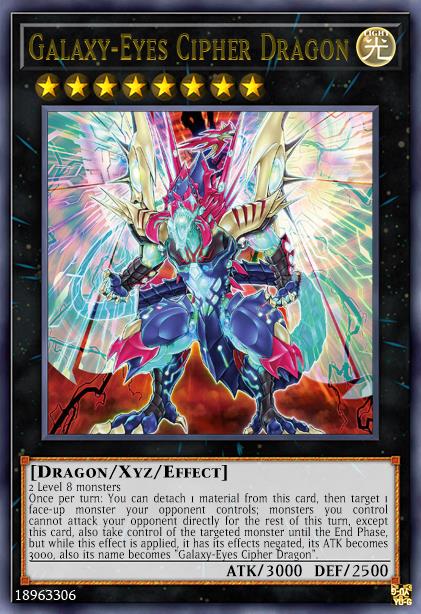 Galaxy-Eyes Cipher Dragon
LIGHT
光
[Dragon/Xyz/Effect]
2 Level 8 monsters
Once per turn: You can detach 1 material from this card, then target 1
face-up monster your opponent controls; monsters you control
cannot attack your opponent directly for the rest of this turn, except
this card, also take control of the targeted monster until the End Phase,
but while this effect is applied, it has its effects negated, its ATK becomes
3000, also its name becomes "Galaxy-Eyes Cipher Dragon".
ATK/3000 DEF/2500
18963306